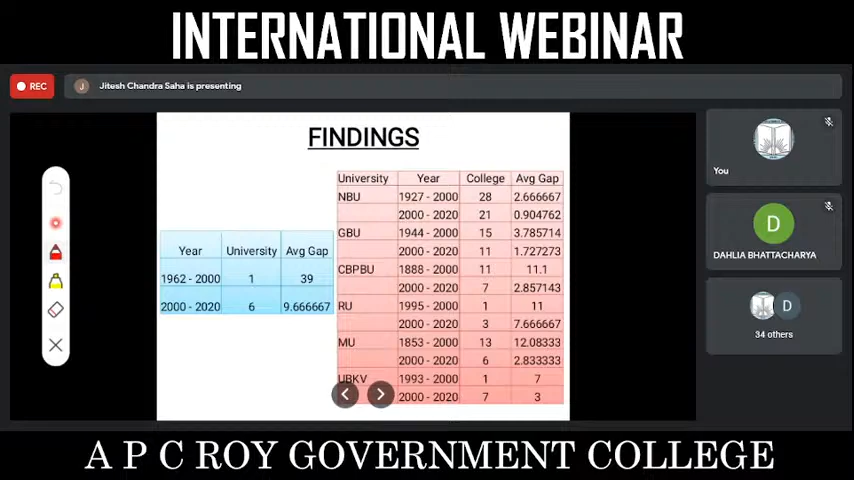 INTERNATIONAL WEBINAR
REC
J
Jitesh Chandra Saha is presenting
FINDINGS
Year University Avg Gap
1962 - 2000 1 39
2000 - 2020 6 9.666667
University Year College Avg Gap
NBU 1927 - 2000 28 2.666667
2000 - 2020 21 0.904762
GBU 1944 - 2000 15 3.785714
2000 - 2020 11 1.727273
CBPBU 1888 - 2000 11 11.1
2000 - 2020 7 2.857143
RU 1995 - 2000 1 11
2000 - 2020 3 7.666667
MU 1853 - 2000 13 12.08333
2000 - 2020 6 2.833333
UBKV 1993 - 2000 1 7
2000 - 2020 7 3
You
D
DAHLIA BHATTACHARYA
D
34 others
A P C ROY GOVERNMENT COLLEGE